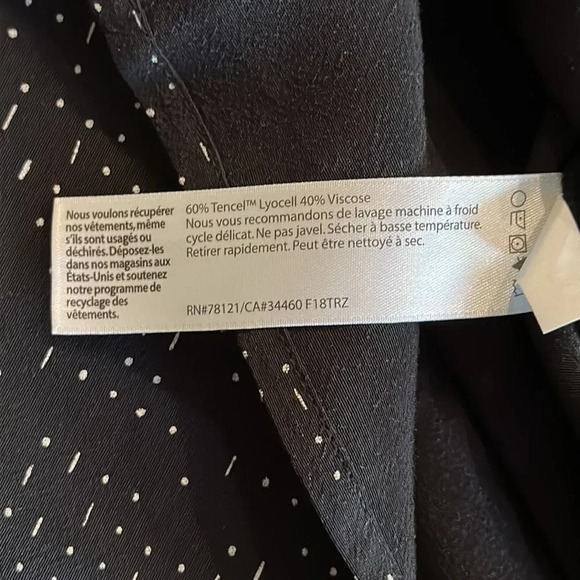 Nous voulons récupérer
nos vêtements, même
s'ils sont usagés ou
déchirés. Déposez-les
dans nos magasins aux
États-Unis et soutenez
notre programme de
recyclage des
vêtements.
60% Tencel™ Lyocell 40% Viscose
Nous vous recommandons de lavage machine à froid
cycle délicat. Ne pas javel. Sécher à basse température.
Retirer rapidement. Peut être nettoyé à sec.
RN#78121/CA#34460 F18TRZ